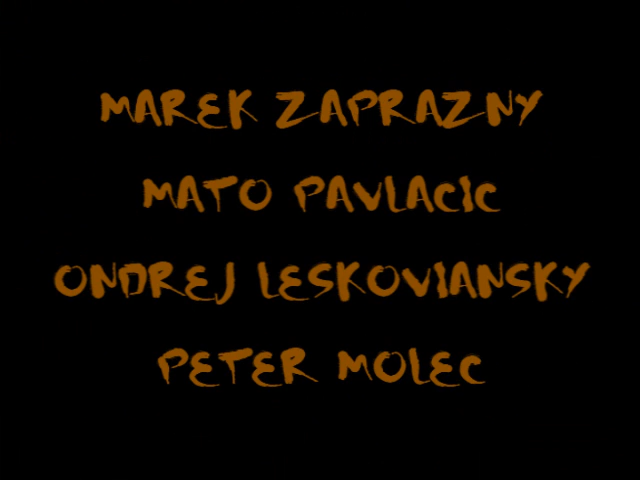 MAREK ZAPRAZNY
MATO PAVLACIC
ONDREJ LESKOVIANSKY
PETER MOLEC